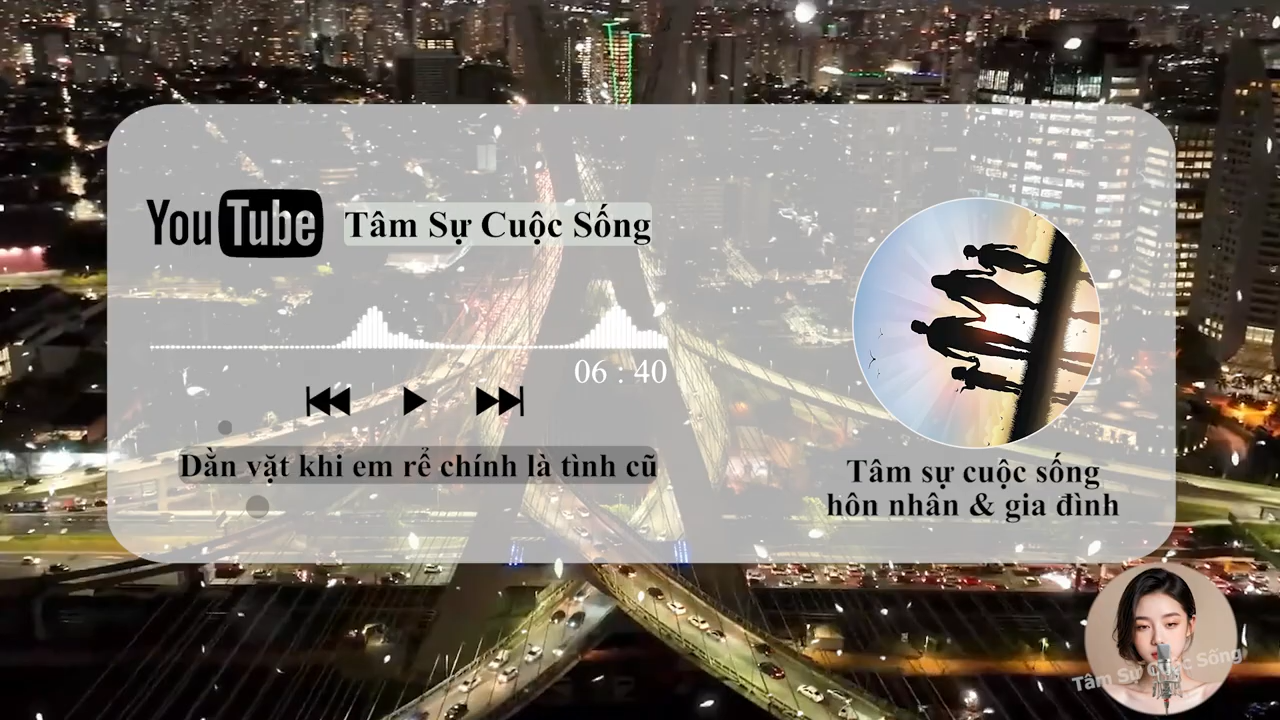 YouTube
Tâm Sự Cuộc Sống
06 : 40
Dằn vặt khi em rể chính là tình cũ
Tâm sự cuộc sống
hôn nhân & gia đình
Tâm Sự Cuộc Sống